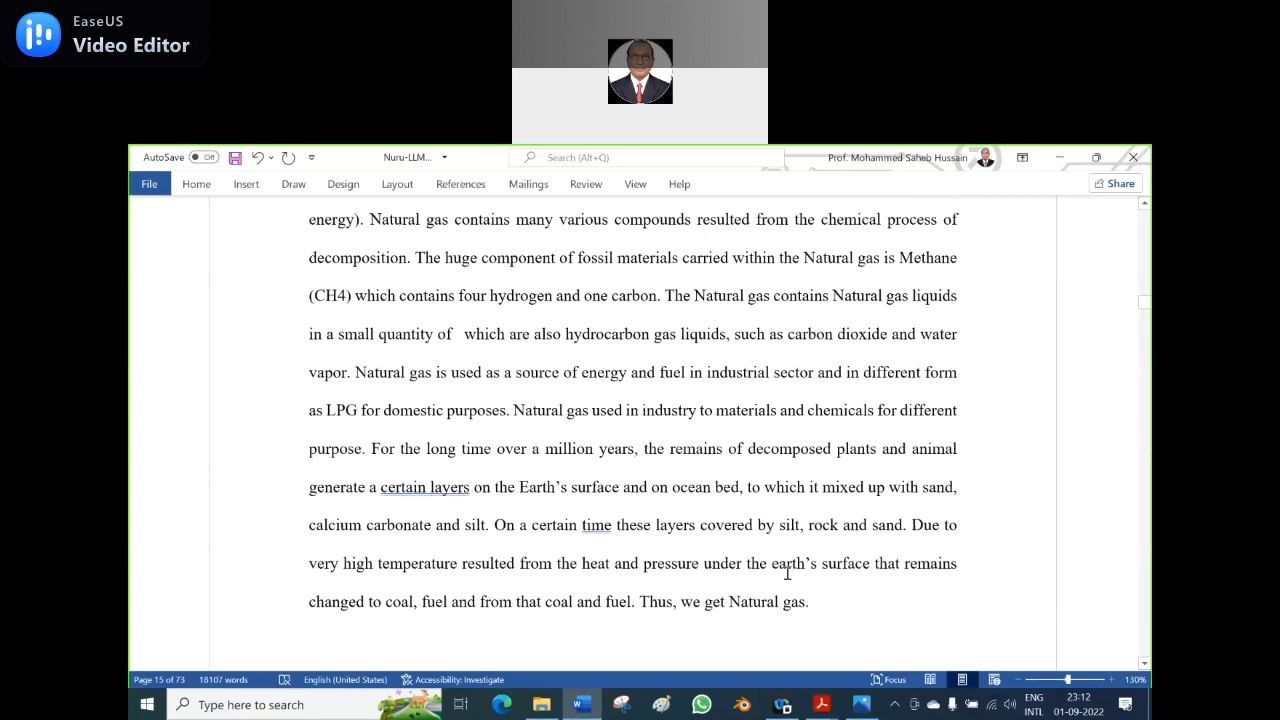 EaseUS
Video Editor
AutoSave Off Nuru-LLM... Search (Alt+Q) Prof. Mohammed Saheb Hussain
File Home Insert Draw Design Layout References Mailings Review View Help Share
energy). Natural gas contains many various compounds resulted from the chemical process of
decomposition. The huge component of fossil materials carried within the Natural gas is Methane
(CH4) which contains four hydrogen and one carbon. The Natural gas contains Natural gas liquids
in a small quantity of which are also hydrocarbon gas liquids, such as carbon dioxide and water
vapor. Natural gas is used as a source of energy and fuel in industrial sector and in different form
as LPG for domestic purposes. Natural gas used in industry to materials and chemicals for different
purpose. For the long time over a million years, the remains of decomposed plants and animal
generate a certain layers on the Earth’s surface and on ocean bed, to which it mixed up with sand,
calcium carbonate and silt. On a certain time these layers covered by silt, rock and sand. Due to
very high temperature resulted from the heat and pressure under the earth’s surface that remains
changed to coal, fuel and from that coal and fuel. Thus, we get Natural gas.
Page 15 of 73 18107 words English (United States) Accessibility: Investigate Focus 130%
Type here to search ENG 23:12
INTL 01-09-2022